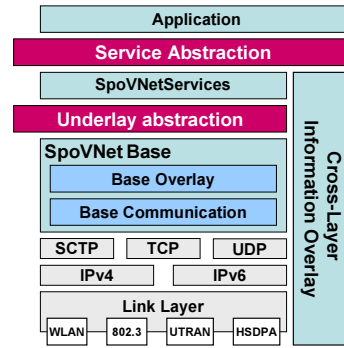 Application
Service Abstraction
SpoVNetServices
Underlay abstraction
SpoVNet Base
Base Overlay
Base Communication
SCTP
TCP
UDP
IPv4
IPv6
Link Layer
WLAN
802.3
UTRAN
HSDPA
Cross-Layer
Information Overlay